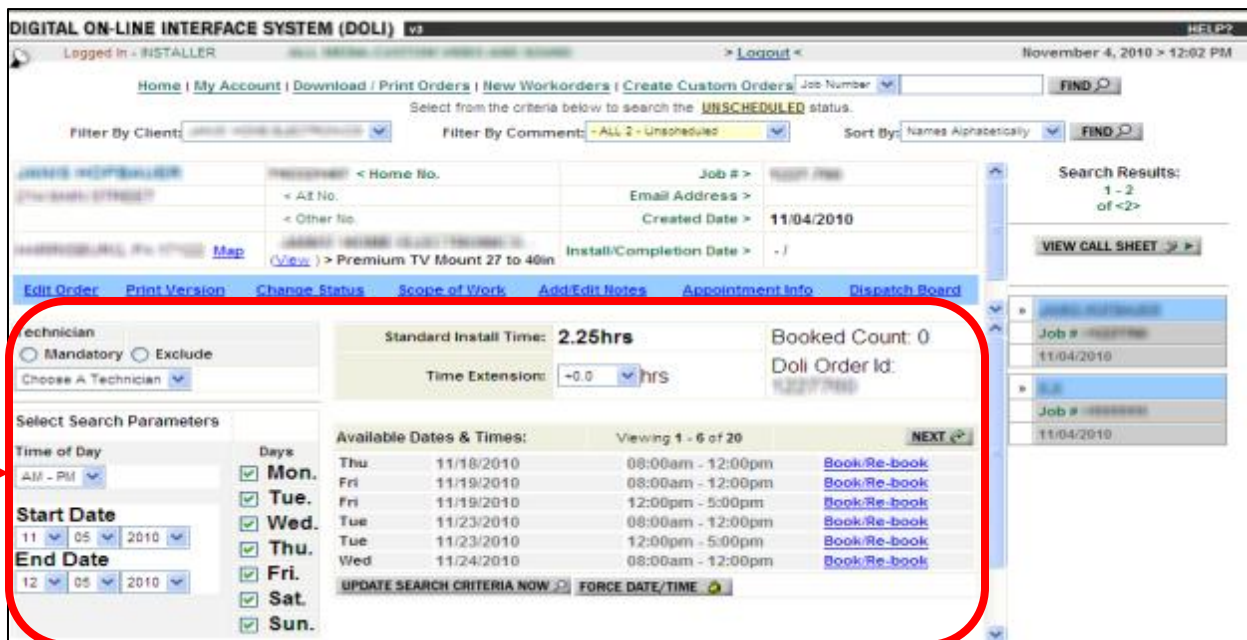 DIGITAL ON-LINE INTERFACE SYSTEM (DOLI) v3 HELP?
Logged In - INSTALLER > Logout < November 4, 2010 > 12:02 PM
Home | My Account | Download / Print Orders | New Workorders | Create Custom Orders Job Number FIND
Select from the criteria below to search the UNSCHEDULED status.
Filter By Client: Filter By Comment: - ALL 2 - Unscheduled Sort By: Names Alphabetically FIND
< Home No. Job # > Search Results:
< Alt No. Email Address > 1 - 2
< Other No. Created Date > 11/04/2010 of <2>
Map (View ) > Premium TV Mount 27 to 40in Install/Completion Date > - / VIEW CALL SHEET
Edit Order Print Version Change Status Scope of Work Add/Edit Notes Appointment Info Dispatch Board
Technician Standard Install Time: 2.25hrs Booked Count: 0 Job #
Mandatory Exclude 11/04/2010
Choose A Technician Time Extension: +0.0 hrs Doli Order Id:
Job #
11/04/2010
Select Search Parameters
Time of Day Days
AM - PM
Start Date
11 05 2010
End Date
12 05 2010
Mon.
Tue.
Wed.
Thu.
Fri.
Sat.
Sun.
Available Dates & Times: Viewing 1 - 6 of 20 NEXT
Thu 11/18/2010 08:00am - 12:00pm Book/Re-book
Fri 11/19/2010 08:00am - 12:00pm Book/Re-book
Fri 11/19/2010 12:00pm - 5:00pm Book/Re-book
Tue 11/23/2010 08:00am - 12:00pm Book/Re-book
Tue 11/23/2010 12:00pm - 5:00pm Book/Re-book
Wed 11/24/2010 08:00am - 12:00pm Book/Re-book
UPDATE SEARCH CRITERIA NOW FORCE DATE/TIME